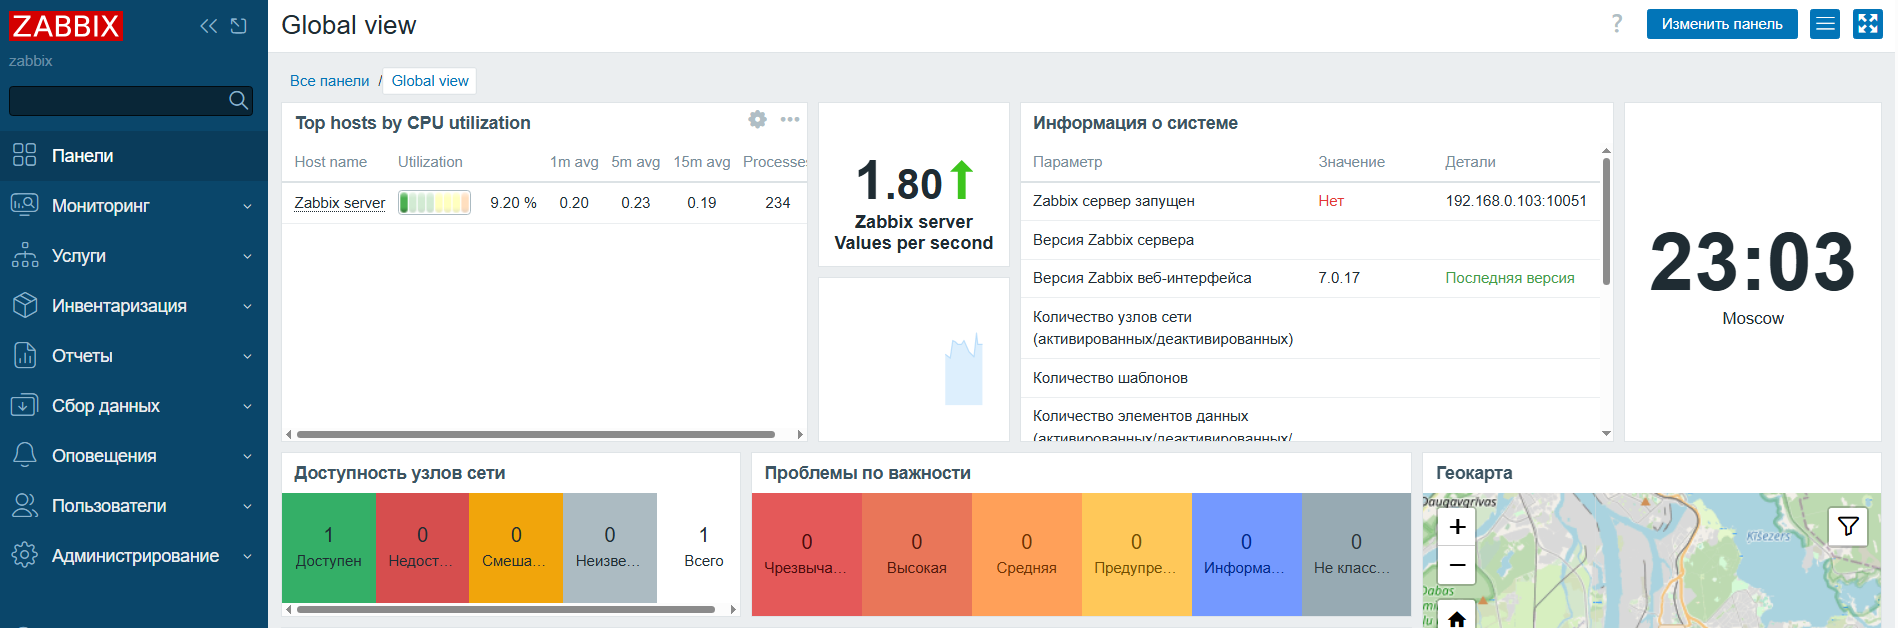 ZABBIX
zabbix
Панели
Мониторинг
Услуги
Инвентаризация
Отчеты
Сбор данных
Оповещения
Пользователи
Администрирование
Global view
?
Изменить панель
Все панели / Global view
Top hosts by CPU utilization
Host name Utilization 1m avg 5m avg 15m avg Processes
Zabbix server 9.20 % 0.20 0.23 0.19 234
1.80
Zabbix server
Values per second
Информация о системе
Параметр Значение Детали
Zabbix сервер запущен Нет 192.168.0.103:10051
Версия Zabbix сервера
Версия Zabbix веб-интерфейса 7.0.17 Последняя версия
Количество узлов сети
(активированных/деактивированных)
Количество шаблонов
Количество элементов данных
(активированных/деактивированных/
23:03
Moscow
Доступность узлов сети
1 0 0 0 1
Доступен Недост... Смеша... Неизве... Всего
Проблемы по важности
0 0 0 0 0 0
Чрезвыча... Высокая Средняя Предупре... Информа... Не класс...
Геокарта
Daugavgrīvas
+
Ķīšezers
−